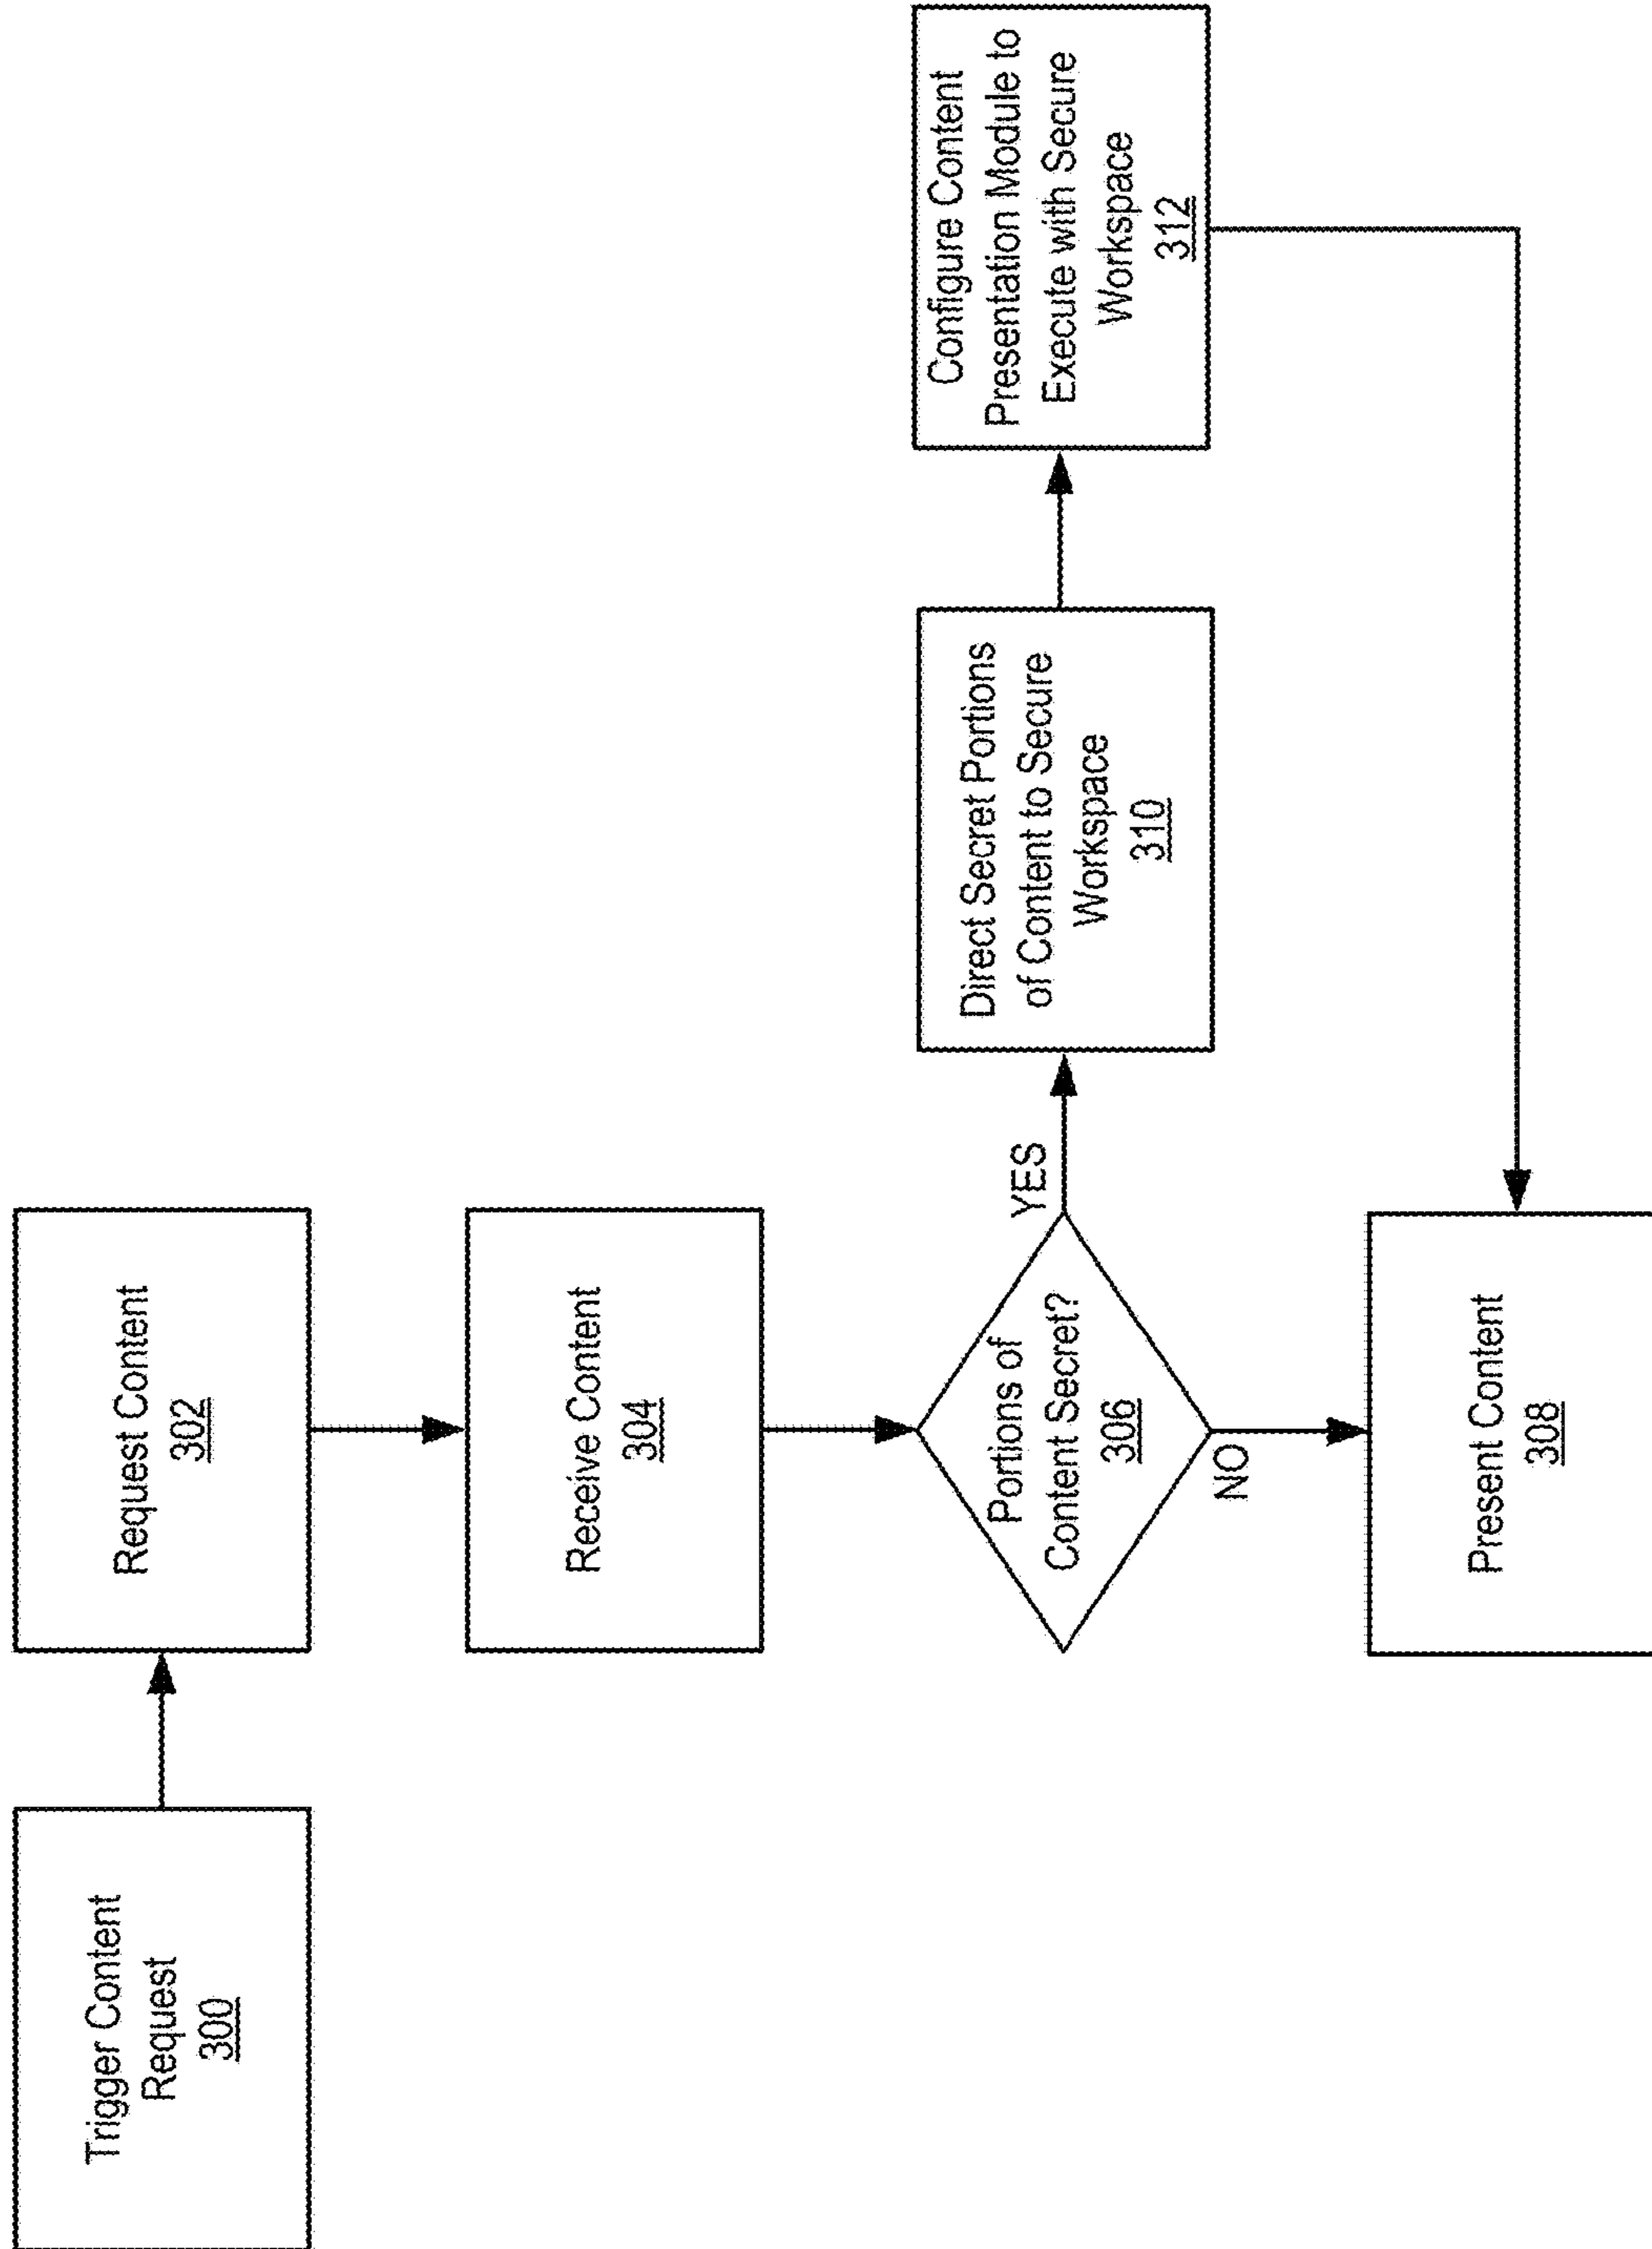 Trigger Content
Request
300
Request Content
302
Receive Content
304
Portions of
Content Secret?
306
YES
NO
Present Content
308
Direct Secret Portions
of Content to Secure
Workspace
310
Configure Content
Presentation Module to
Execute with Secure
Workspace
312